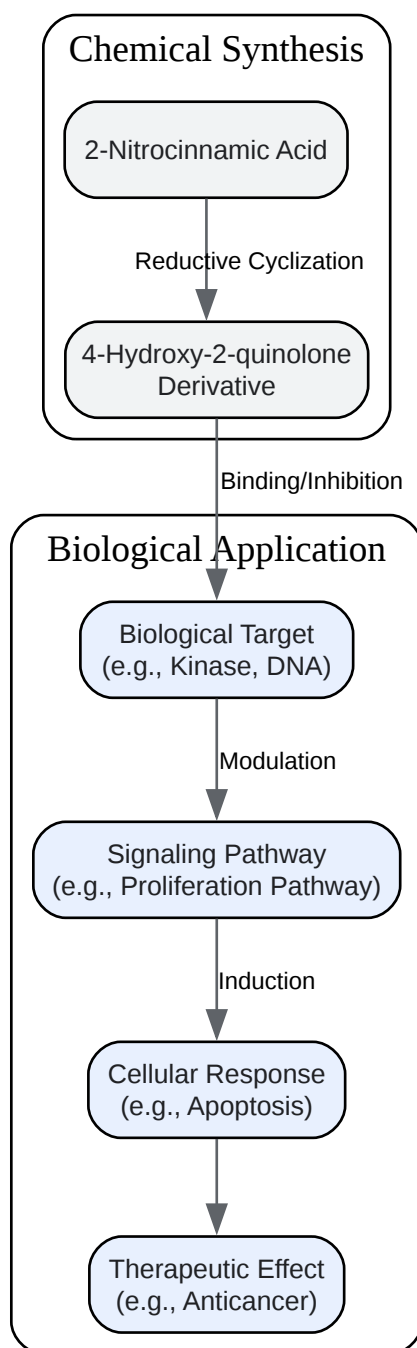 Chemical Synthesis
2-Nitrocinnamic Acid
Reductive Cyclization
4-Hydroxy-2-quinolone
Derivative
Binding/Inhibition
Biological Application
Biological Target
(e.g., Kinase, DNA)
Modulation
Signaling Pathway
(e.g., Proliferation Pathway)
Induction
Cellular Response
(e.g., Apoptosis)
Therapeutic Effect
(e.g., Anticancer)